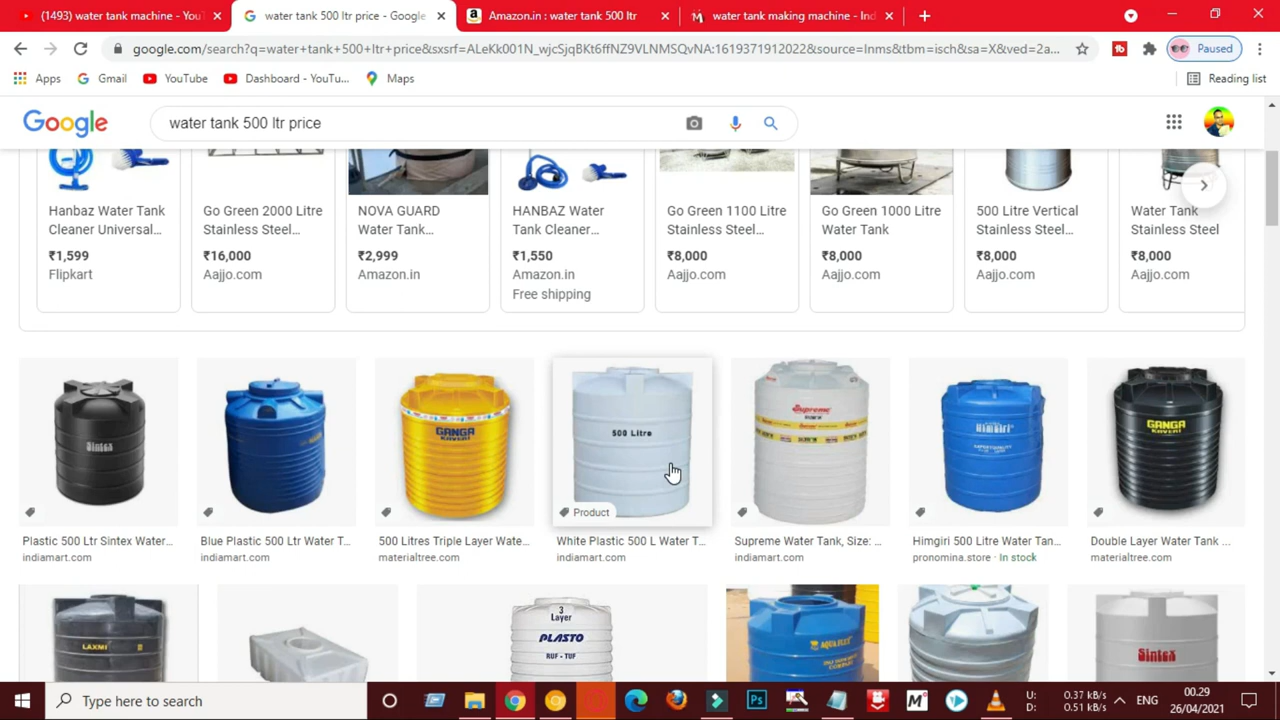 (1493) water tank machine - You
water tank 500 ltr price - Google
Amazon.in : water tank 500 ltr
water tank making machine - Ind
google.com/search?q=water+tank+500+ltr+price&sxsrf=ALeKk001N_wjcSjqBKt6ffNZ9VLNMSQvNA:1619371912022&source=lnms&tbm=isch&sa=X&ved=2a...
Paused
Apps
Gmail
YouTube
Dashboard - YouTu...
Maps
Reading list
Google
water tank 500 ltr price
Hanbaz Water Tank
Cleaner Universal...
₹1,599
Flipkart
Go Green 2000 Litre
Stainless Steel...
₹16,000
Aajjo.com
NOVA GUARD
Water Tank...
₹2,999
Amazon.in
HANBAZ Water
Tank Cleaner...
₹1,550
Amazon.in
Free shipping
Go Green 1100 Litre
Stainless Steel...
₹8,000
Aajjo.com
Go Green 1000 Litre
Water Tank
₹8,000
Aajjo.com
500 Litre Vertical
Stainless Steel...
₹8,000
Aajjo.com
Water Tank
Stainless Steel
₹8,000
Aajjo.com
Sintex
GANGA
KAVERI
500 Litre
Product
Supreme
Himgiri
GANGA
KAVERI
Plastic 500 Ltr Sintex Water...
indiamart.com
Blue Plastic 500 Ltr Water T...
indiamart.com
500 Litres Triple Layer Wate...
materialtree.com
White Plastic 500 L Water T...
indiamart.com
Supreme Water Tank, Size: ...
indiamart.com
Himgiri 500 Litre Water Tan...
pronomina.store · In stock
Double Layer Water Tank ...
materialtree.com
LAXMI
3
Layer
PLASTO
RUF - TUF
AQUA FLEX
Sintex
Type here to search
U: 0.37 kB/s
D: 0.51 kB/s
ENG
00.29
26/04/2021